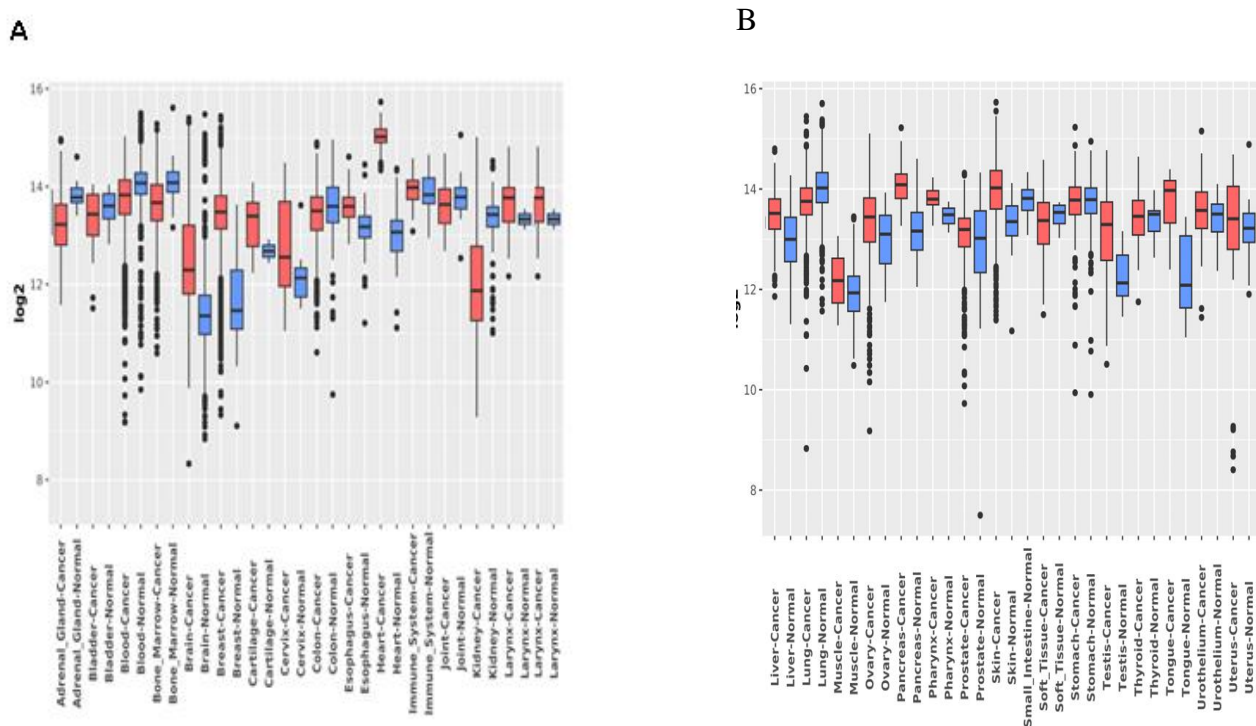 A
B
16
14
12
10
8
log2
Adrenal_Gland-Cancer
Adrenal_Gland-Normal
Bladder-Cancer
Bladder-Normal
Blood-Cancer
Blood-Normal
Bone_Marrow-Cancer
Bone_Marrow-Normal
Brain-Cancer
Brain-Normal
Breast-Cancer
Breast-Normal
Cartilage-Cancer
Cartilage-Normal
Cervix-Cancer
Cervix-Normal
Colon-Cancer
Colon-Normal
Esophagus-Cancer
Esophagus-Normal
Heart-Cancer
Heart-Normal
Immune_System-Cancer
Immune_System-Normal
Joint-Cancer
Joint-Normal
Kidney-Cancer
Kidney-Normal
Larynx-Cancer
Larynx-Normal
Larynx-Cancer
Larynx-Normal
16
14
12
10
8
Liver-Cancer
Liver-Normal
Lung-Cancer
Lung-Normal
Muscle-Cancer
Muscle-Normal
Ovary-Cancer
Ovary-Normal
Pancreas-Cancer
Pancreas-Normal
Pharynx-Cancer
Pharynx-Normal
Prostate-Cancer
Prostate-Normal
Skin-Cancer
Skin-Normal
Small_Intestine-Normal
Soft_Tissue-Cancer
Soft_Tissue-Normal
Stomach-Cancer
Stomach-Normal
Testis-Cancer
Testis-Normal
Thyroid-Cancer
Thyroid-Normal
Tongue-Cancer
Tongue-Normal
Urothelium-Cancer
Urothelium-Normal
Uterus-Cancer
Uterus-Normal